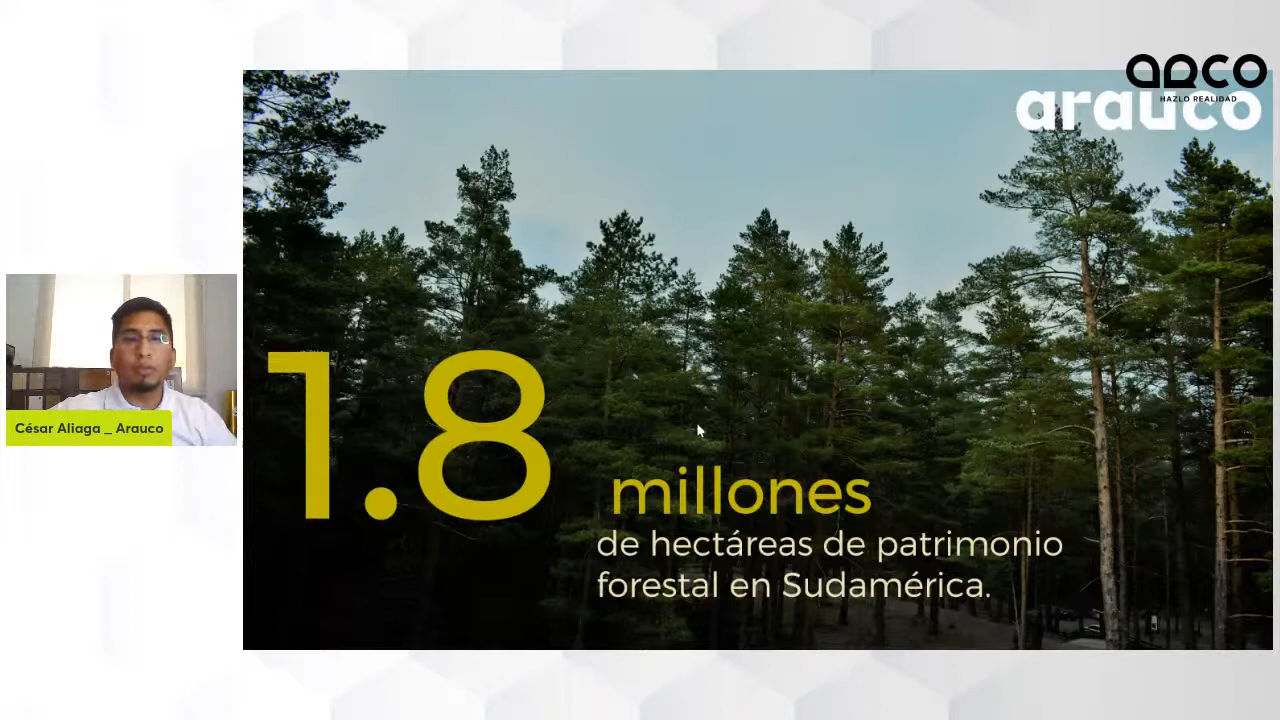 arco
HAZLO REALIDAD
arauco
1.8
millones
de hectáreas de patrimonio
forestal en Sudamérica.
César Aliaga _ Arauco